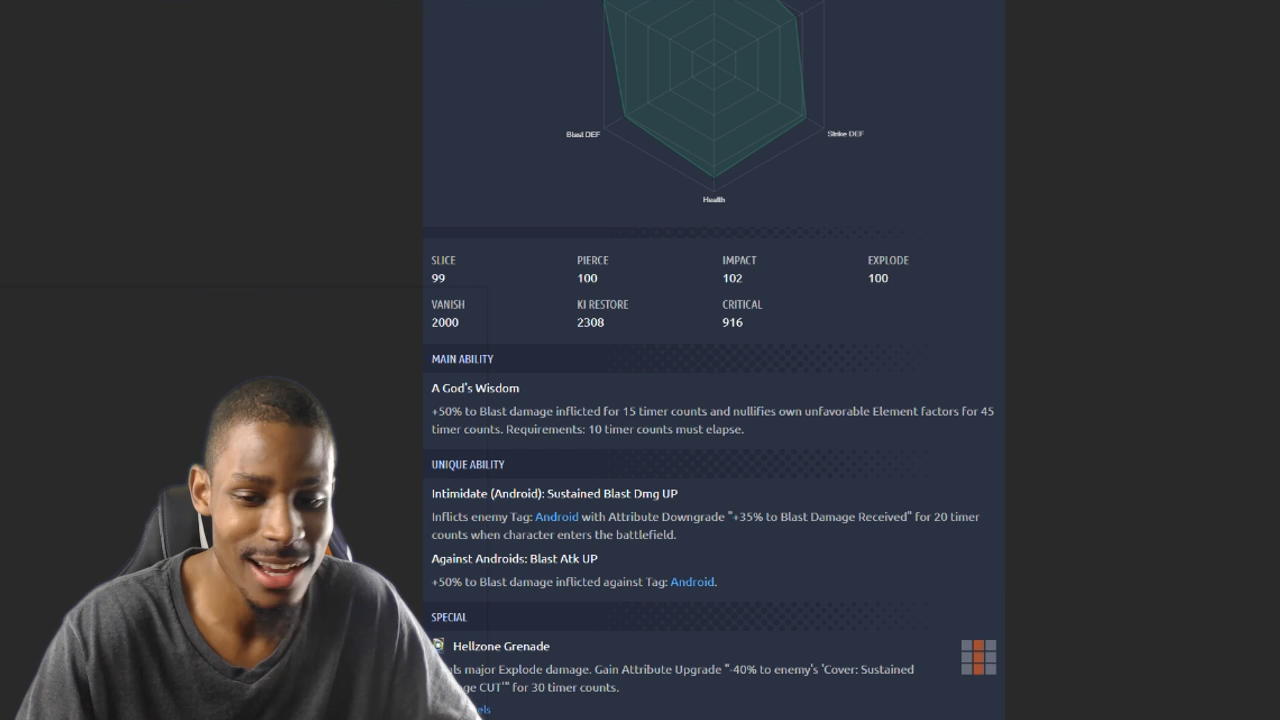 Blast DEF
Strike DEF
Health
SLICE PIERCE IMPACT EXPLODE
99 100 102 100
VANISH KI RESTORE CRITICAL
2000 2308 916
MAIN ABILITY
A God's Wisdom
+50% to Blast damage inflicted for 15 timer counts and nullifies own unfavorable Element factors for 45
timer counts. Requirements: 10 timer counts must elapse.
UNIQUE ABILITY
Intimidate (Android): Sustained Blast Dmg UP
Inflicts enemy Tag: Android with Attribute Downgrade "+35% to Blast Damage Received" for 20 timer
counts when character enters the battlefield.
Against Androids: Blast Atk UP
+50% to Blast damage inflicted against Tag: Android.
SPECIAL
Hellzone Grenade
major Explode damage. Gain Attribute Upgrade "-40% to enemy's 'Cover: Sustained
CUT'" for 30 timer counts.